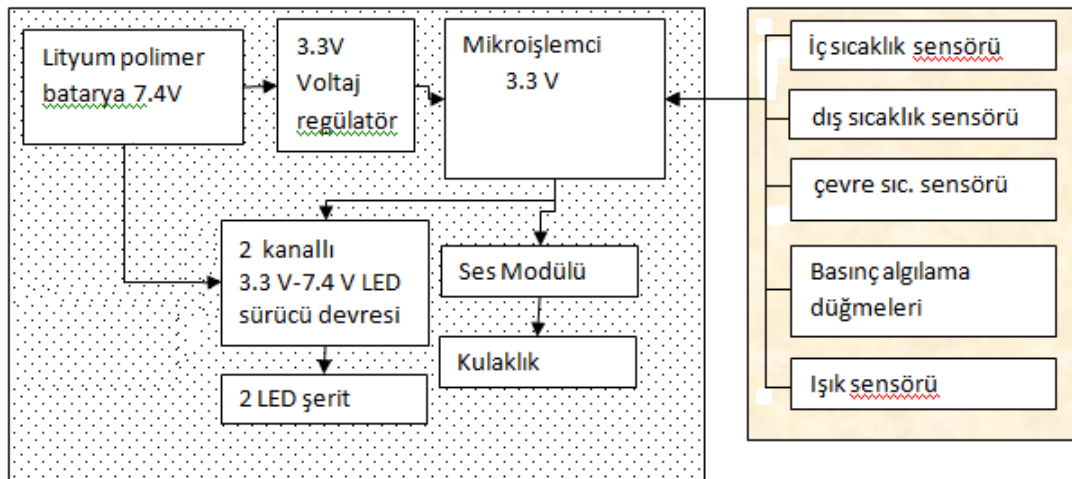 Lityum polimer
batarya 7.4V
3.3V
Voltaj
regülatör
Mikroişlemci
3.3 V
2 kanallı
3.3 V-7.4 V LED
sürücü devresi
2 LED şerit
Ses Modülü
Kulaklık
İç sıcaklık sensörü
dış sıcaklık sensörü
çevre sıc. sensörü
Basınç algılama
düğmeleri
Işık sensörü